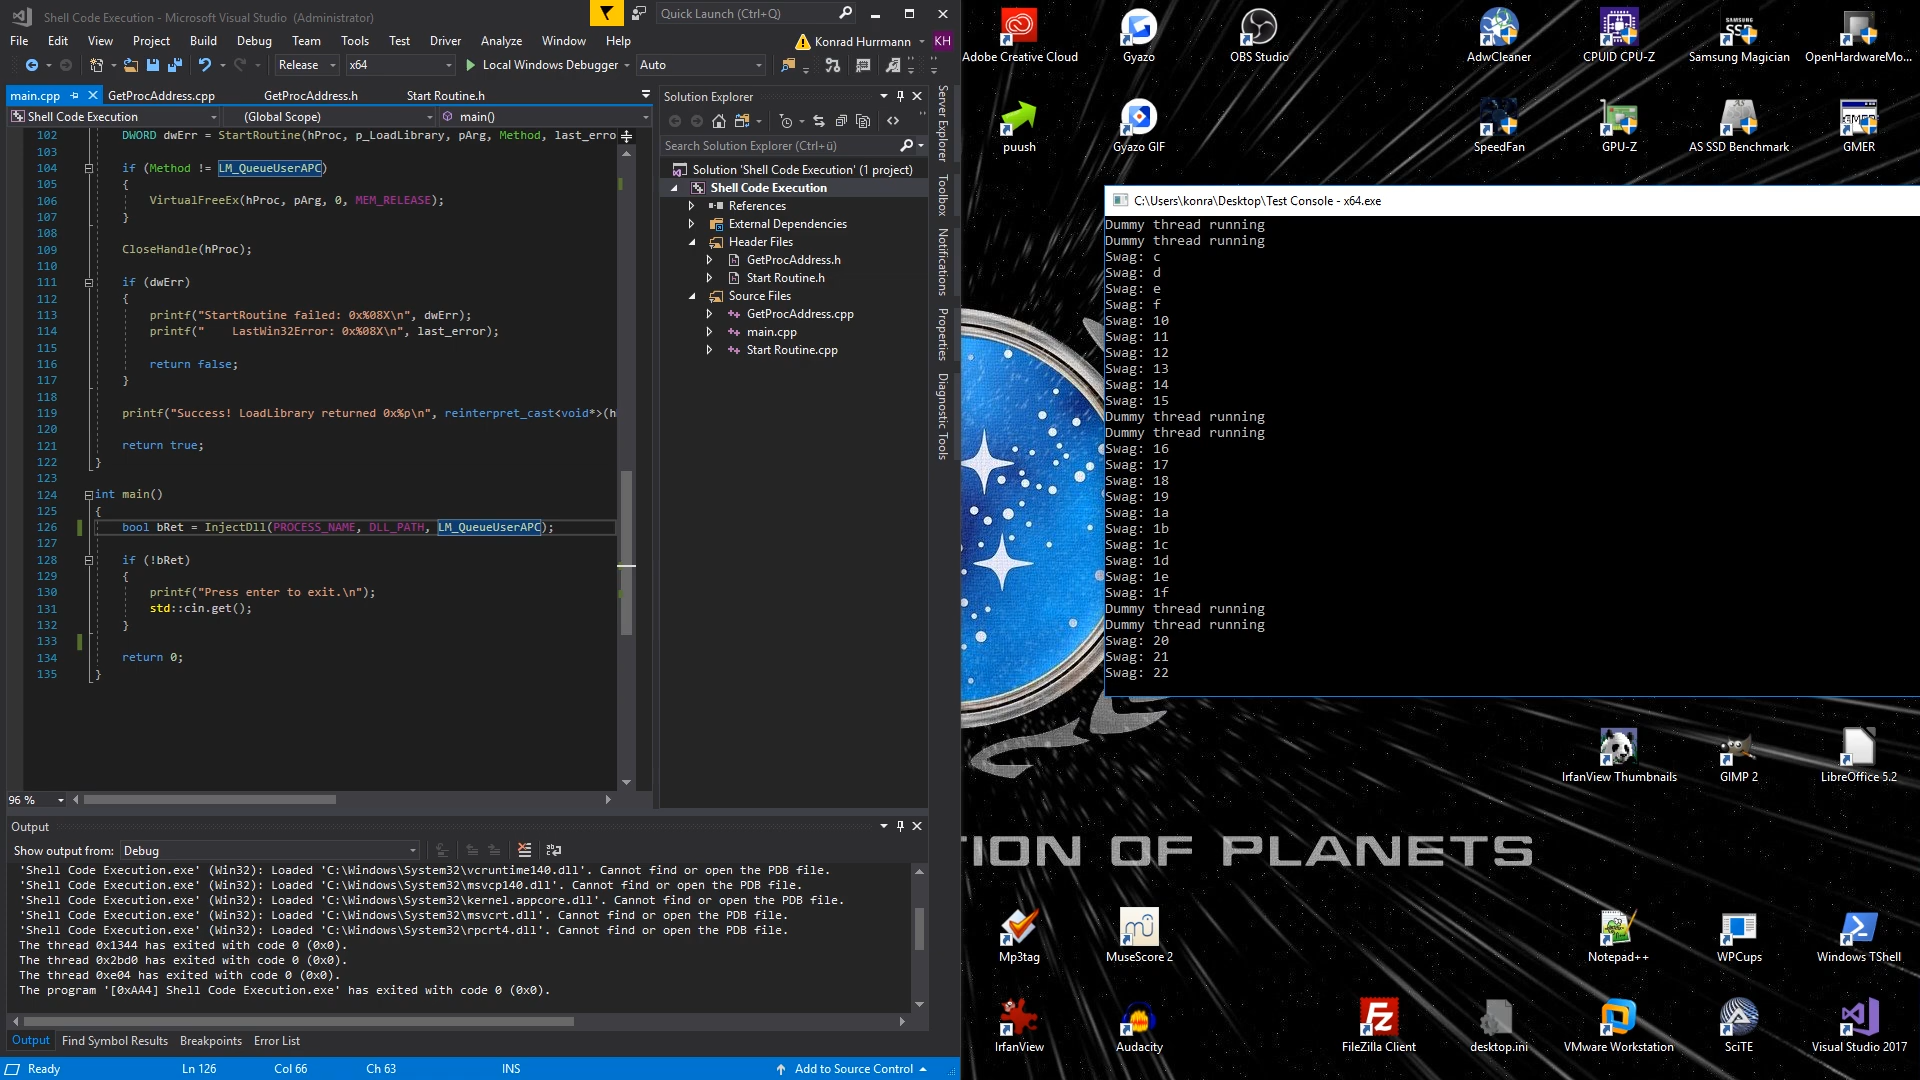 Shell Code Execution - Microsoft Visual Studio (Administrator)
Quick Launch (Ctrl+Q)
File Edit View Project Build Debug Team Tools Test Driver Analyze Window Help
Konrad Hurrmann KH
Release x64 Local Windows Debugger Auto
main.cpp GetProcAddress.cpp GetProcAddress.h Start Routine.h
Shell Code Execution (Global Scope) main()
102 DWORD dwErr = StartRoutine(hProc, p_LoadLibrary, pArg, Method, last_erro
103
104 if (Method != LM_QueueUserAPC)
105 {
106 VirtualFreeEx(hProc, pArg, 0, MEM_RELEASE);
107 }
108
109 CloseHandle(hProc);
110
111 if (dwErr)
112 {
113 printf("StartRoutine failed: 0x%08X\n", dwErr);
114 printf("    LastWin32Error: 0x%08X\n", last_error);
115
116 return false;
117 }
118
119 printf("Success! LoadLibrary returned 0x%p\n", reinterpret_cast<void*>(h
120
121 return true;
122 }
123
124 int main()
125 {
126 bool bRet = InjectDll(PROCESS_NAME, DLL_PATH, LM_QueueUserAPC);
127
128 if (!bRet)
129 {
130 printf("Press enter to exit.\n");
131 std::cin.get();
132 }
133
134 return 0;
135 }
96 %
Solution Explorer
Search Solution Explorer (Ctrl+ü)
Solution 'Shell Code Execution' (1 project)
Shell Code Execution
References
External Dependencies
Header Files
GetProcAddress.h
Start Routine.h
Source Files
GetProcAddress.cpp
main.cpp
Start Routine.cpp
Server Explorer
Toolbox
Notifications
Properties
Diagnostic Tools
Output
Show output from: Debug
'Shell Code Execution.exe' (Win32): Loaded 'C:\Windows\System32\vcruntime140.dll'. Cannot find or open the PDB file.
'Shell Code Execution.exe' (Win32): Loaded 'C:\Windows\System32\msvcp140.dll'. Cannot find or open the PDB file.
'Shell Code Execution.exe' (Win32): Loaded 'C:\Windows\System32\kernel.appcore.dll'. Cannot find or open the PDB file.
'Shell Code Execution.exe' (Win32): Loaded 'C:\Windows\System32\msvcrt.dll'. Cannot find or open the PDB file.
'Shell Code Execution.exe' (Win32): Loaded 'C:\Windows\System32\rpcrt4.dll'. Cannot find or open the PDB file.
The thread 0x1344 has exited with code 0 (0x0).
The thread 0x2bd0 has exited with code 0 (0x0).
The thread 0xe04 has exited with code 0 (0x0).
The program '[0xAA4] Shell Code Execution.exe' has exited with code 0 (0x0).
Output Find Symbol Results Breakpoints Error List
Ready Ln 126 Col 66 Ch 63 INS Add to Source Control
Adobe Creative Cloud
Gyazo
OBS Studio
AdwCleaner
CPUID CPU-Z
SAMSUNG
SSD
Samsung Magician
OpenHardwareMo...
puush
Gyazo GIF
SpeedFan
GPU-Z
AS SSD Benchmark
GMER
GMER
C:\Users\konra\Desktop\Test Console - x64.exe
Dummy thread running
Dummy thread running
Swag: c
Swag: d
Swag: e
Swag: f
Swag: 10
Swag: 11
Swag: 12
Swag: 13
Swag: 14
Swag: 15
Dummy thread running
Dummy thread running
Swag: 16
Swag: 17
Swag: 18
Swag: 19
Swag: 1a
Swag: 1b
Swag: 1c
Swag: 1d
Swag: 1e
Swag: 1f
Dummy thread running
Dummy thread running
Swag: 20
Swag: 21
Swag: 22
IrfanView Thumbnails
GIMP 2
LibreOffice 5.2
ION OF PLANETS
Mp3tag
MuseScore 2
Notepad++
WPCups
Windows TShell
IrfanView
Audacity
Fz
FileZilla Client
desktop.ini
VMware Workstation
SciTE
Visual Studio 2017